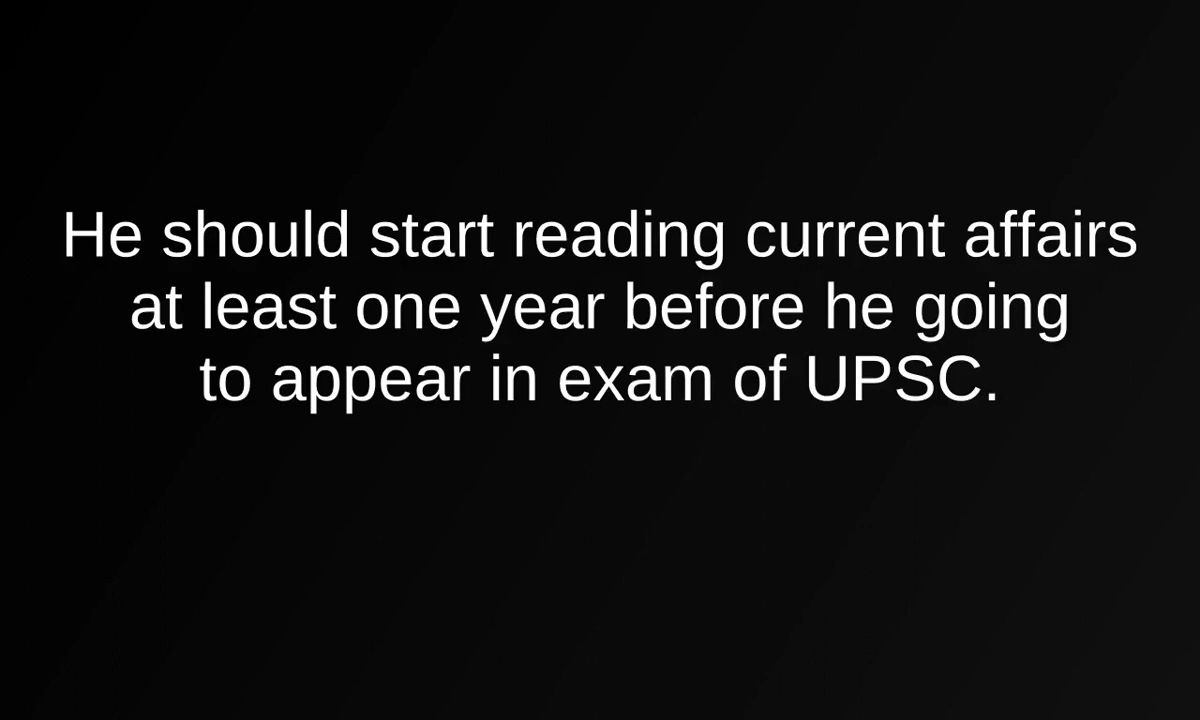 He should start reading current affairs
at least one year before he going
to appear in exam of UPSC.